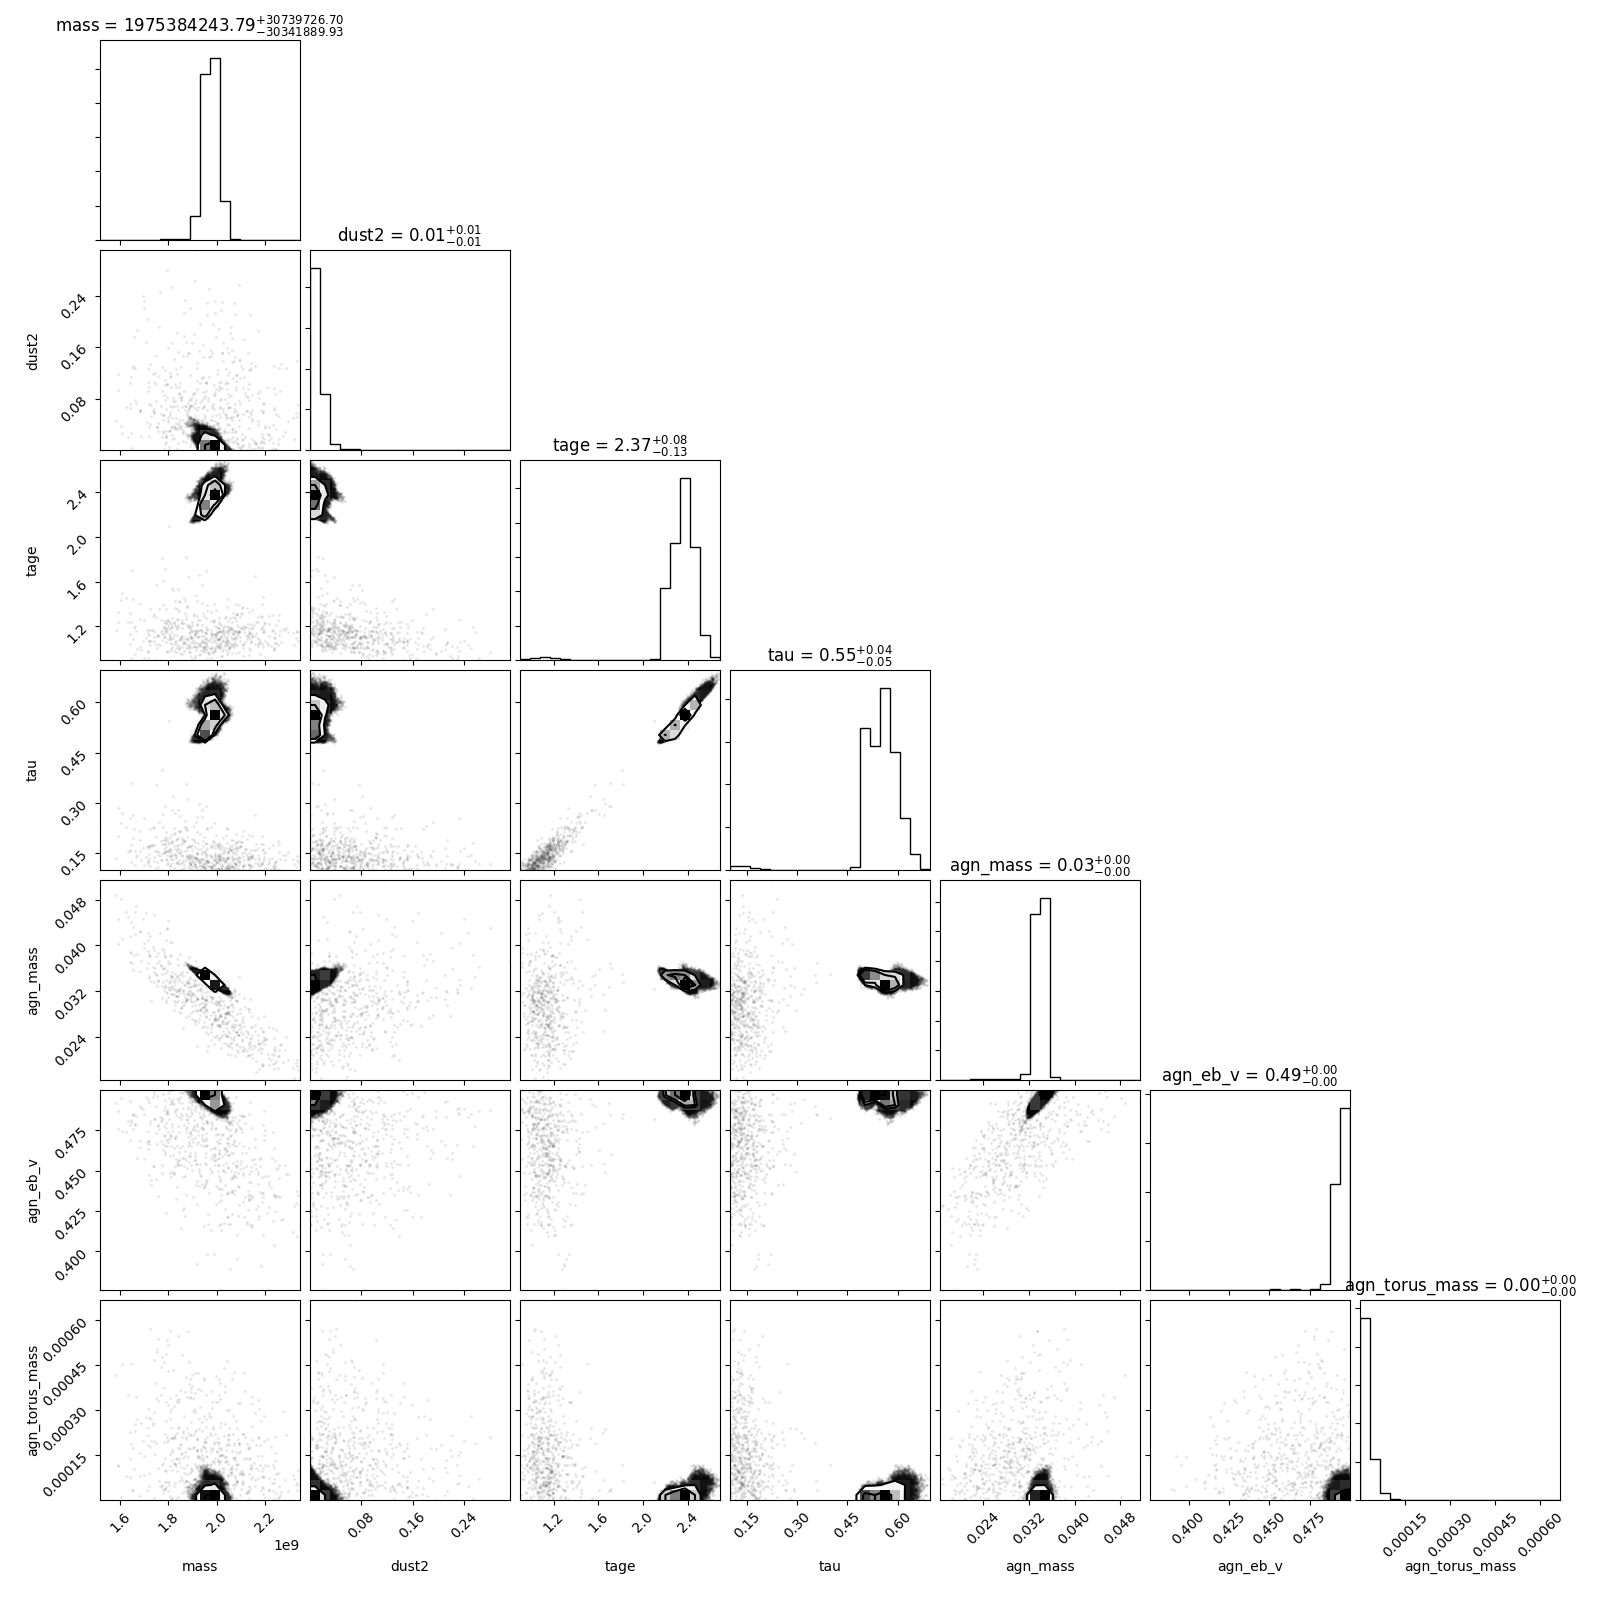 mass = 1975384243.79+30739726.70−30341889.93
dust2 = 0.01+0.01−0.01
0.24
0.16
0.08
dust2
tage = 2.37+0.08−0.13
2.4
2.0
1.6
1.2
tage
tau = 0.55+0.04−0.05
0.60
0.45
0.30
0.15
tau
agn_mass = 0.03+0.00−0.00
0.048
0.040
0.032
0.024
agn_mass
agn_eb_v = 0.49+0.00−0.00
0.475
0.450
0.425
0.400
agn_eb_v
agn_torus_mass = 0.00+0.00−0.00
0.00060
0.00045
0.00030
0.00015
agn_torus_mass
1.6 2.0 2.2 0.08 0.16 0.24 1.2 1.6 2.0 2.4 0.15 0.30 0.45 0.60 0.024 0.032 0.040 0.048 0.400 0.425 0.450 0.475 0.00015 0.00030 0.00045 0.00060
1.8
1e9
mass dust2 tage tau agn_mass agn_eb_v agn_torus_mass